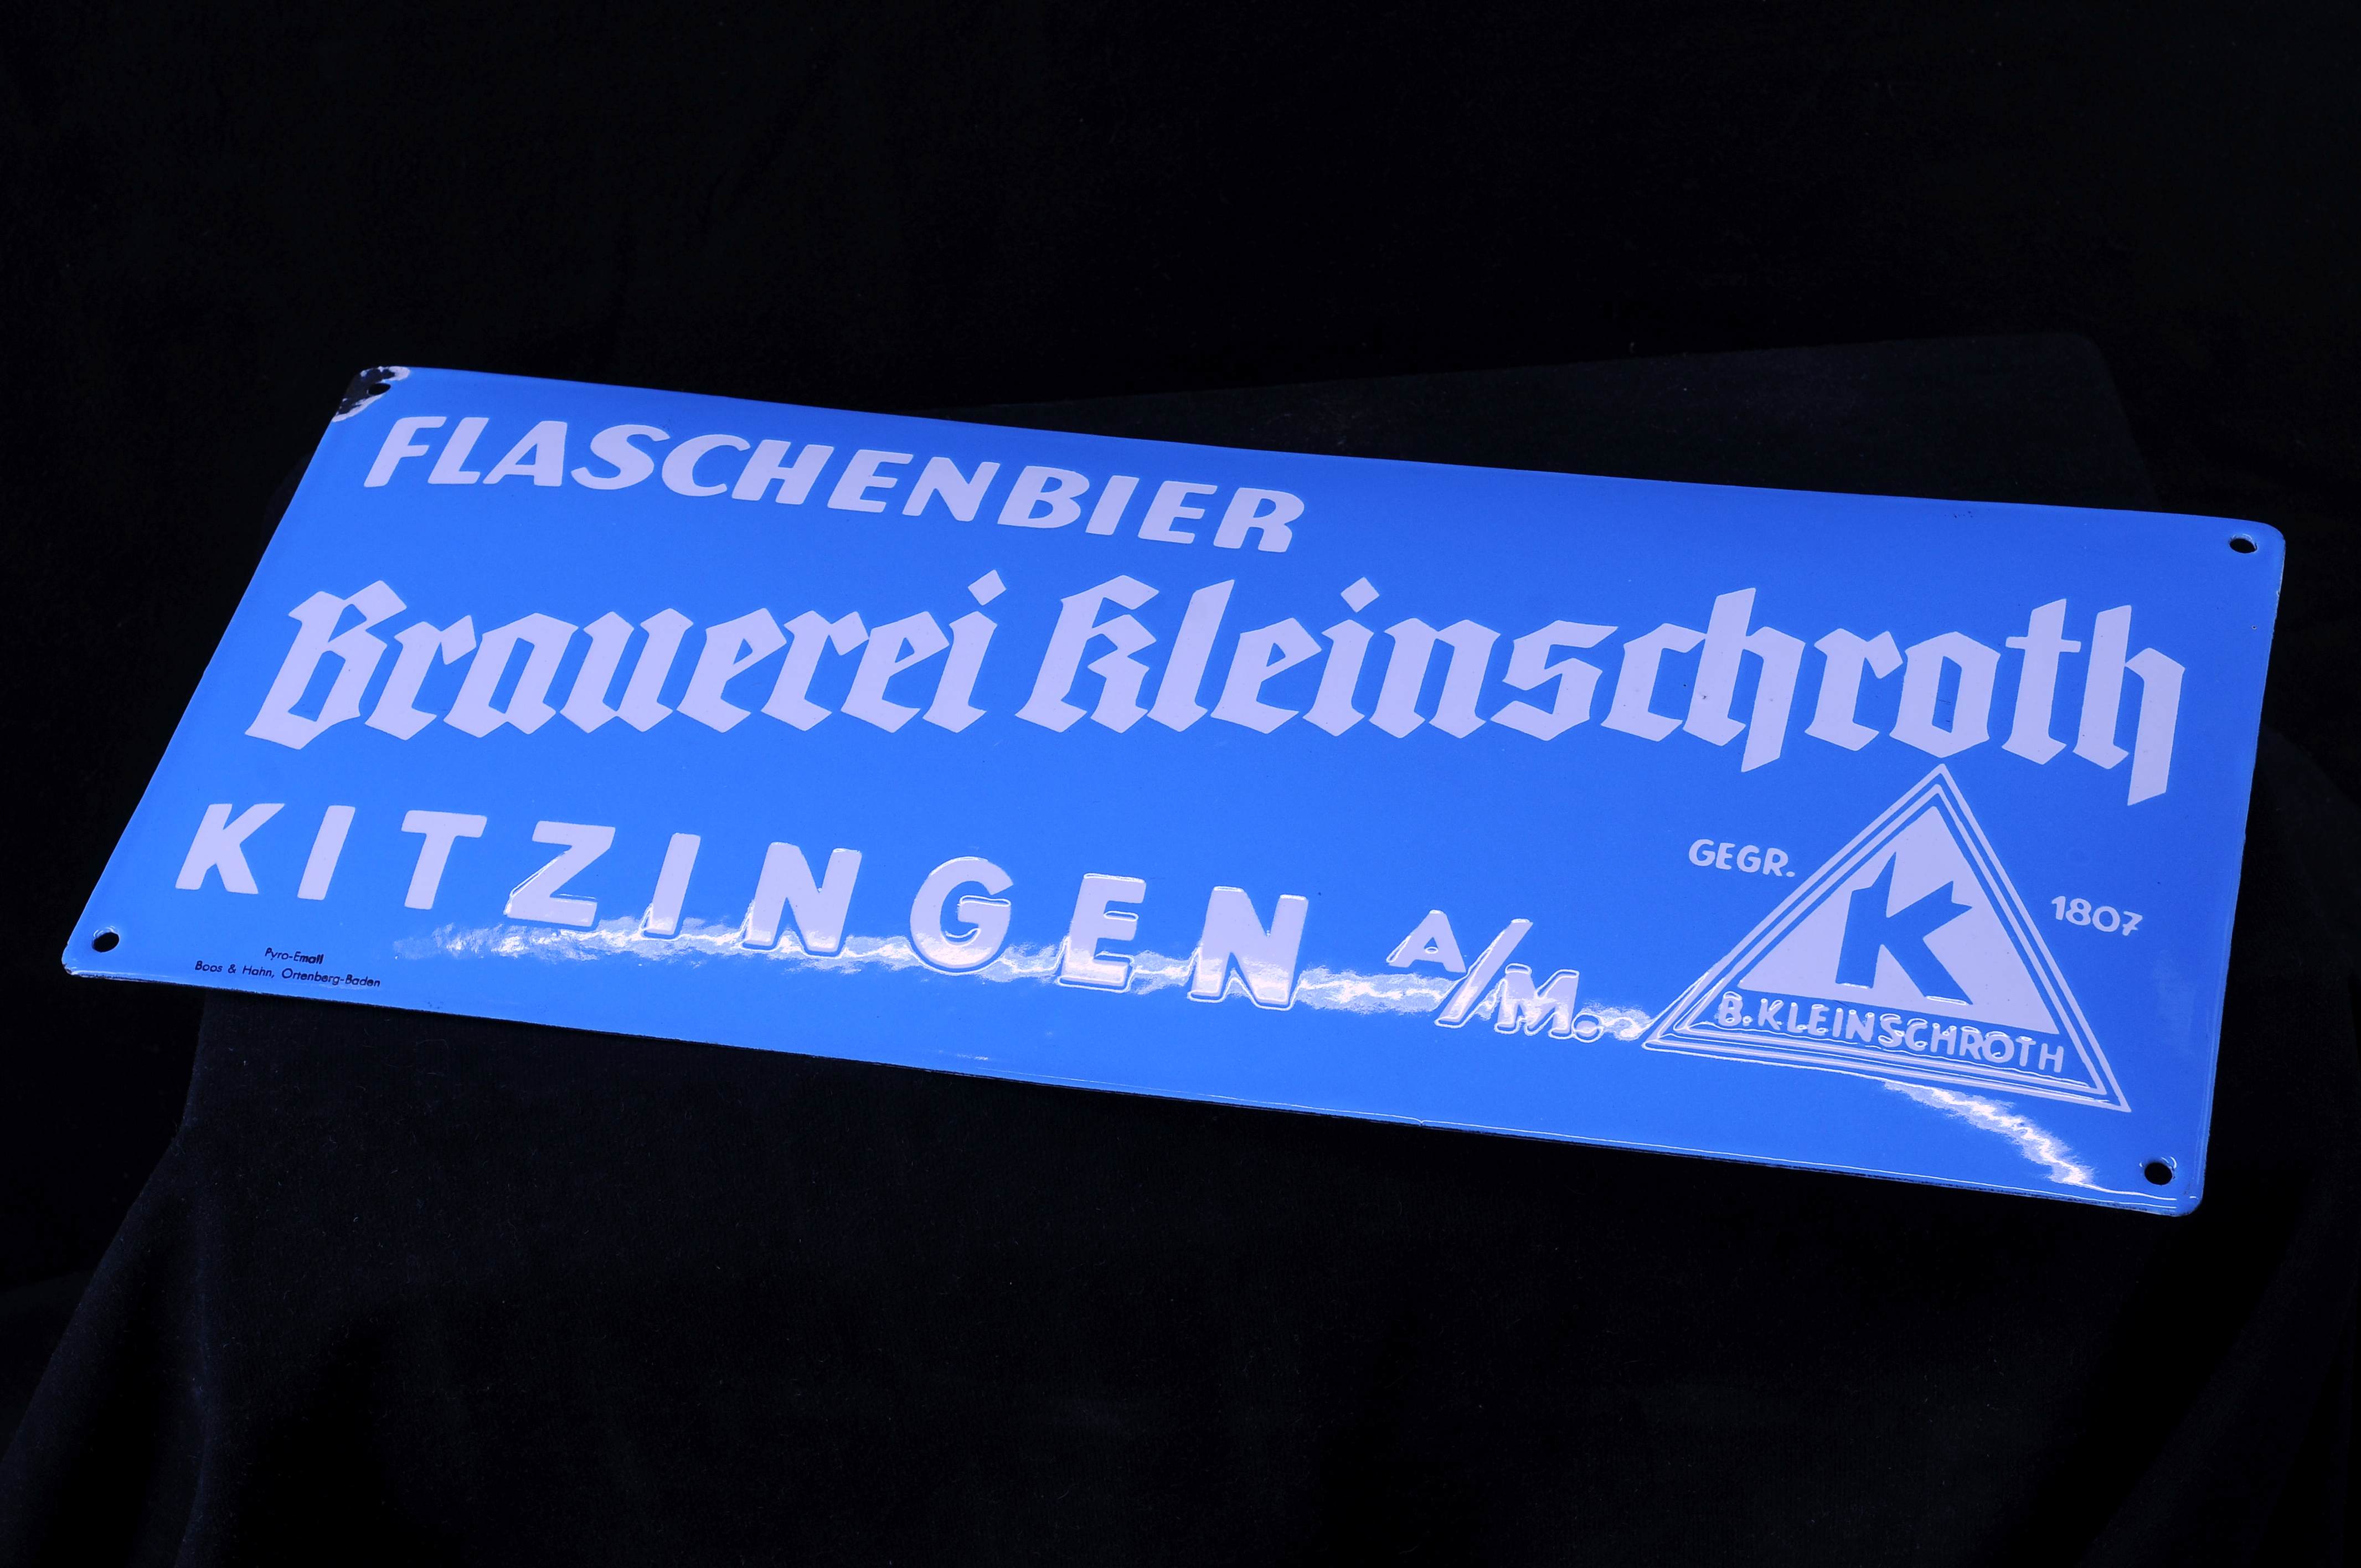 FLASCHENBIER
Brauerei Kleinschroth
KITZINGEN A/M.
GEGR. 1807
K
B. KLEINSCHROTH
Pyro-Email
Boos & Hahn, Ortenberg-Baden